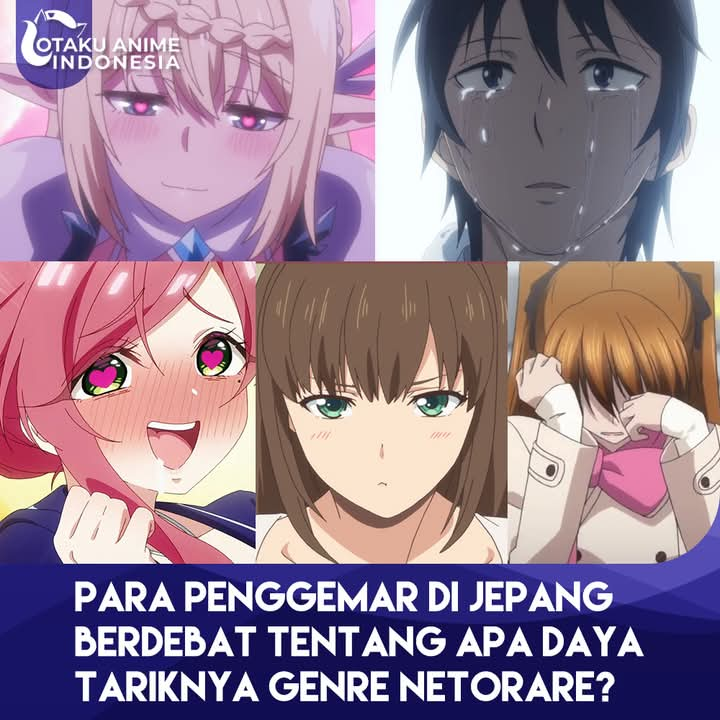 OTAKU ANIME
INDONESIA
PARA PENGGEMAR DI JEPANG
BERDEBAT TENTANG APA DAYA
TARIKNYA GENRE NETORARE?